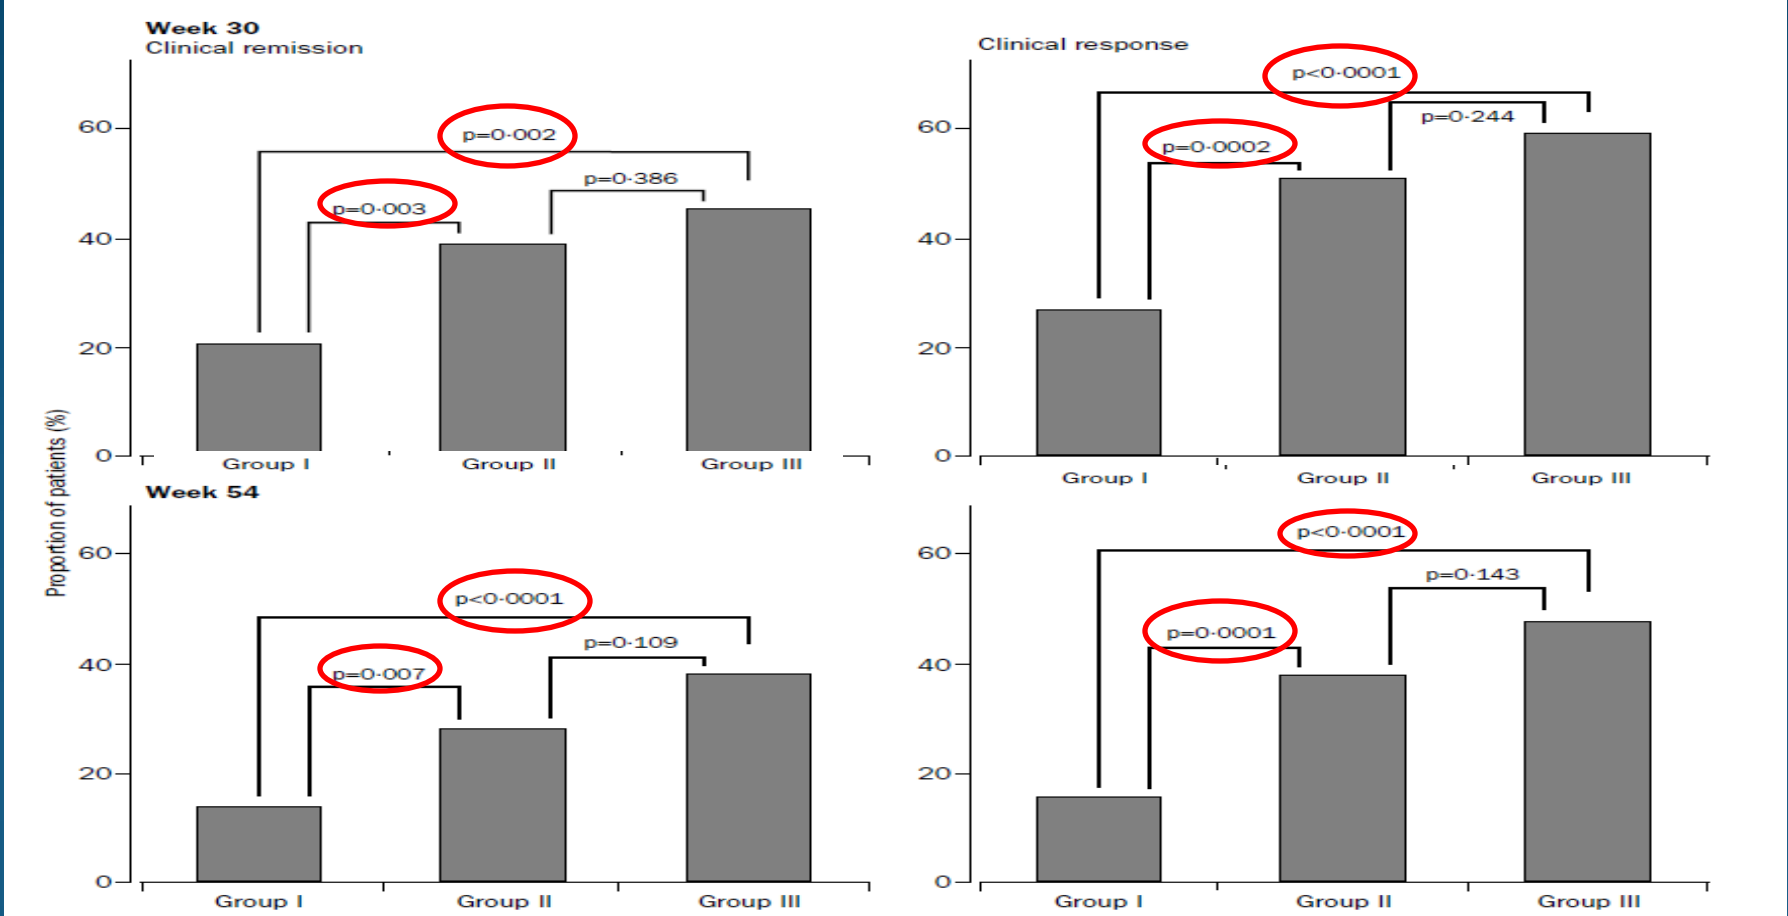 Week 30
Clinical remission
60
40
20
0
p=0·002
p=0·003
p=0·386
Group I Group II Group III
Clinical response
60
40
20
0
p<0·0001
p=0·244
p=0·0002
Group I Group II Group III
Proportion of patients (%)
Week 54
60
40
20
0
p<0·0001
p=0·007
p=0·109
Group I Group II Group III
60
40
20
0
p<0·0001
p=0·143
p=0·0001
Group I Group II Group III